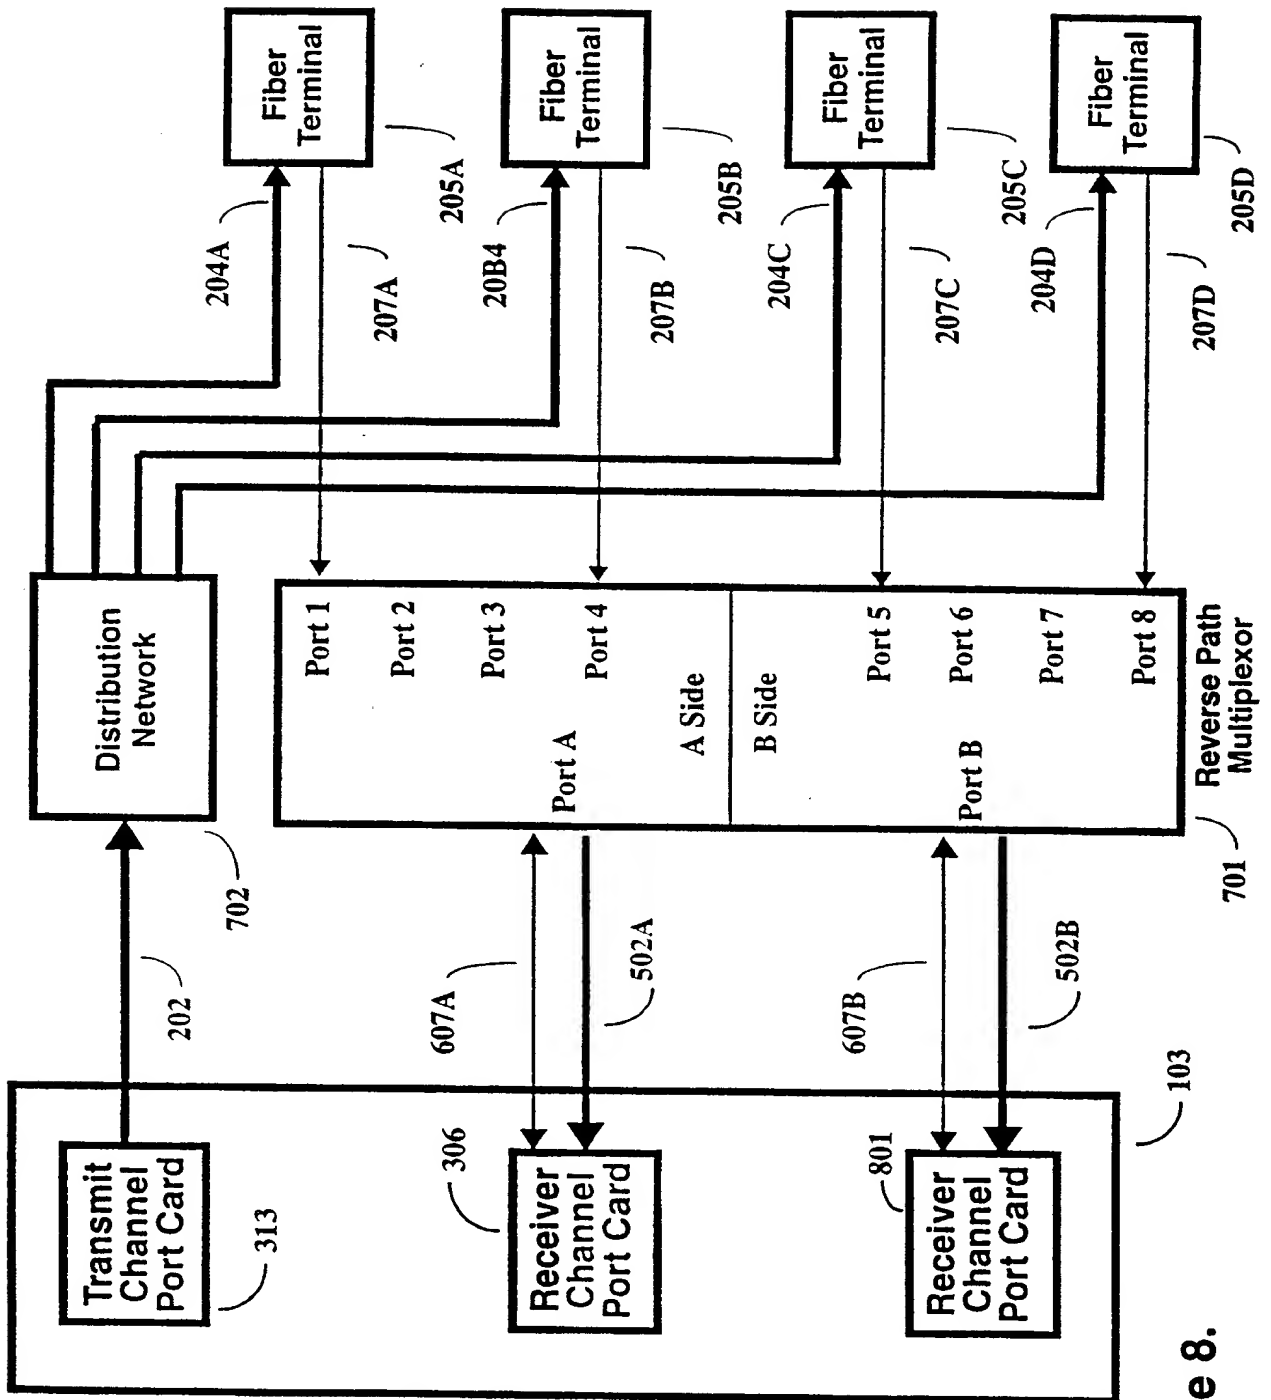 Fiber
Terminal
Fiber
Terminal
Fiber
Terminal
Fiber
Terminal
204A
205A
207A
20B4
205B
207B
204C
205C
207C
204D
205D
207D
Distribution
Network
702
202
Port 1
Port 2
Port 3
Port 4
Port A
A Side
B Side
Port 5
Port 6
Port B
Port 7
Port 8
Reverse Path
Multiplexor
701
607A
502A
607B
502B
103
Transmit
Channel
Port Card
313
306
Receiver
Channel
Port Card
801
Receiver
Channel
Port Card
e 8.